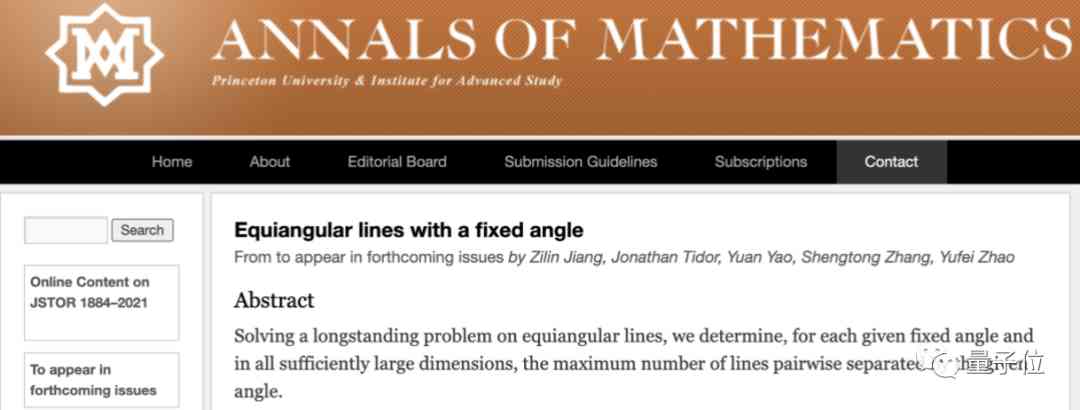 ANNALS OF MATHEMATICS
Princeton University & Institute for Advanced Study
Home About Editorial Board Submission Guidelines Subscriptions Contact
Search
Online Content on
JSTOR 1884–2021
To appear in
forthcoming issues
Equiangular lines with a fixed angle
From to appear in forthcoming issues by Zilin Jiang, Jonathan Tidor, Yuan Yao, Shengtong Zhang, Yufei Zhao
Abstract
Solving a longstanding problem on equiangular lines, we determine, for each given fixed angle and
in all sufficiently large dimensions, the maximum number of lines pairwise separated
angle.
量子位